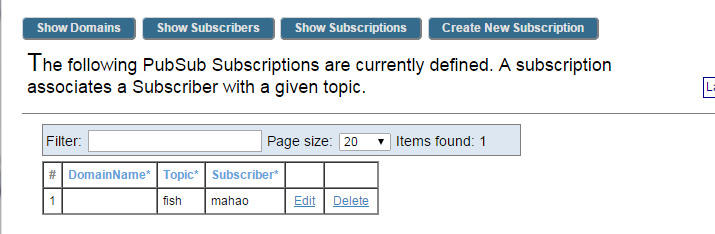 Show Domains Show Subscribers Show Subscriptions Create New Subscription
The following PubSub Subscriptions are currently defined. A subscription
associates a Subscriber with a given topic.
Filter: Page size: 20 Items found: 1
# DomainName* Topic* Subscriber*
1 fish mahao Edit Delete